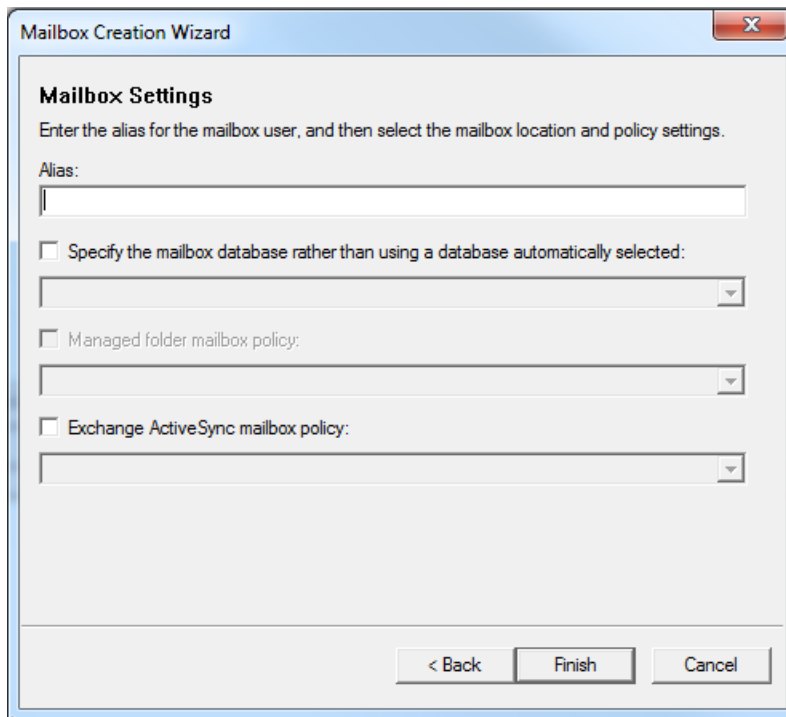 Mailbox Creation Wizard
Mailbox Settings
Enter the alias for the mailbox user, and then select the mailbox location and policy settings.
Alias:
Specify the mailbox database rather than using a database automatically selected:
Managed folder mailbox policy:
Exchange ActiveSync mailbox policy:
< Back Finish Cancel